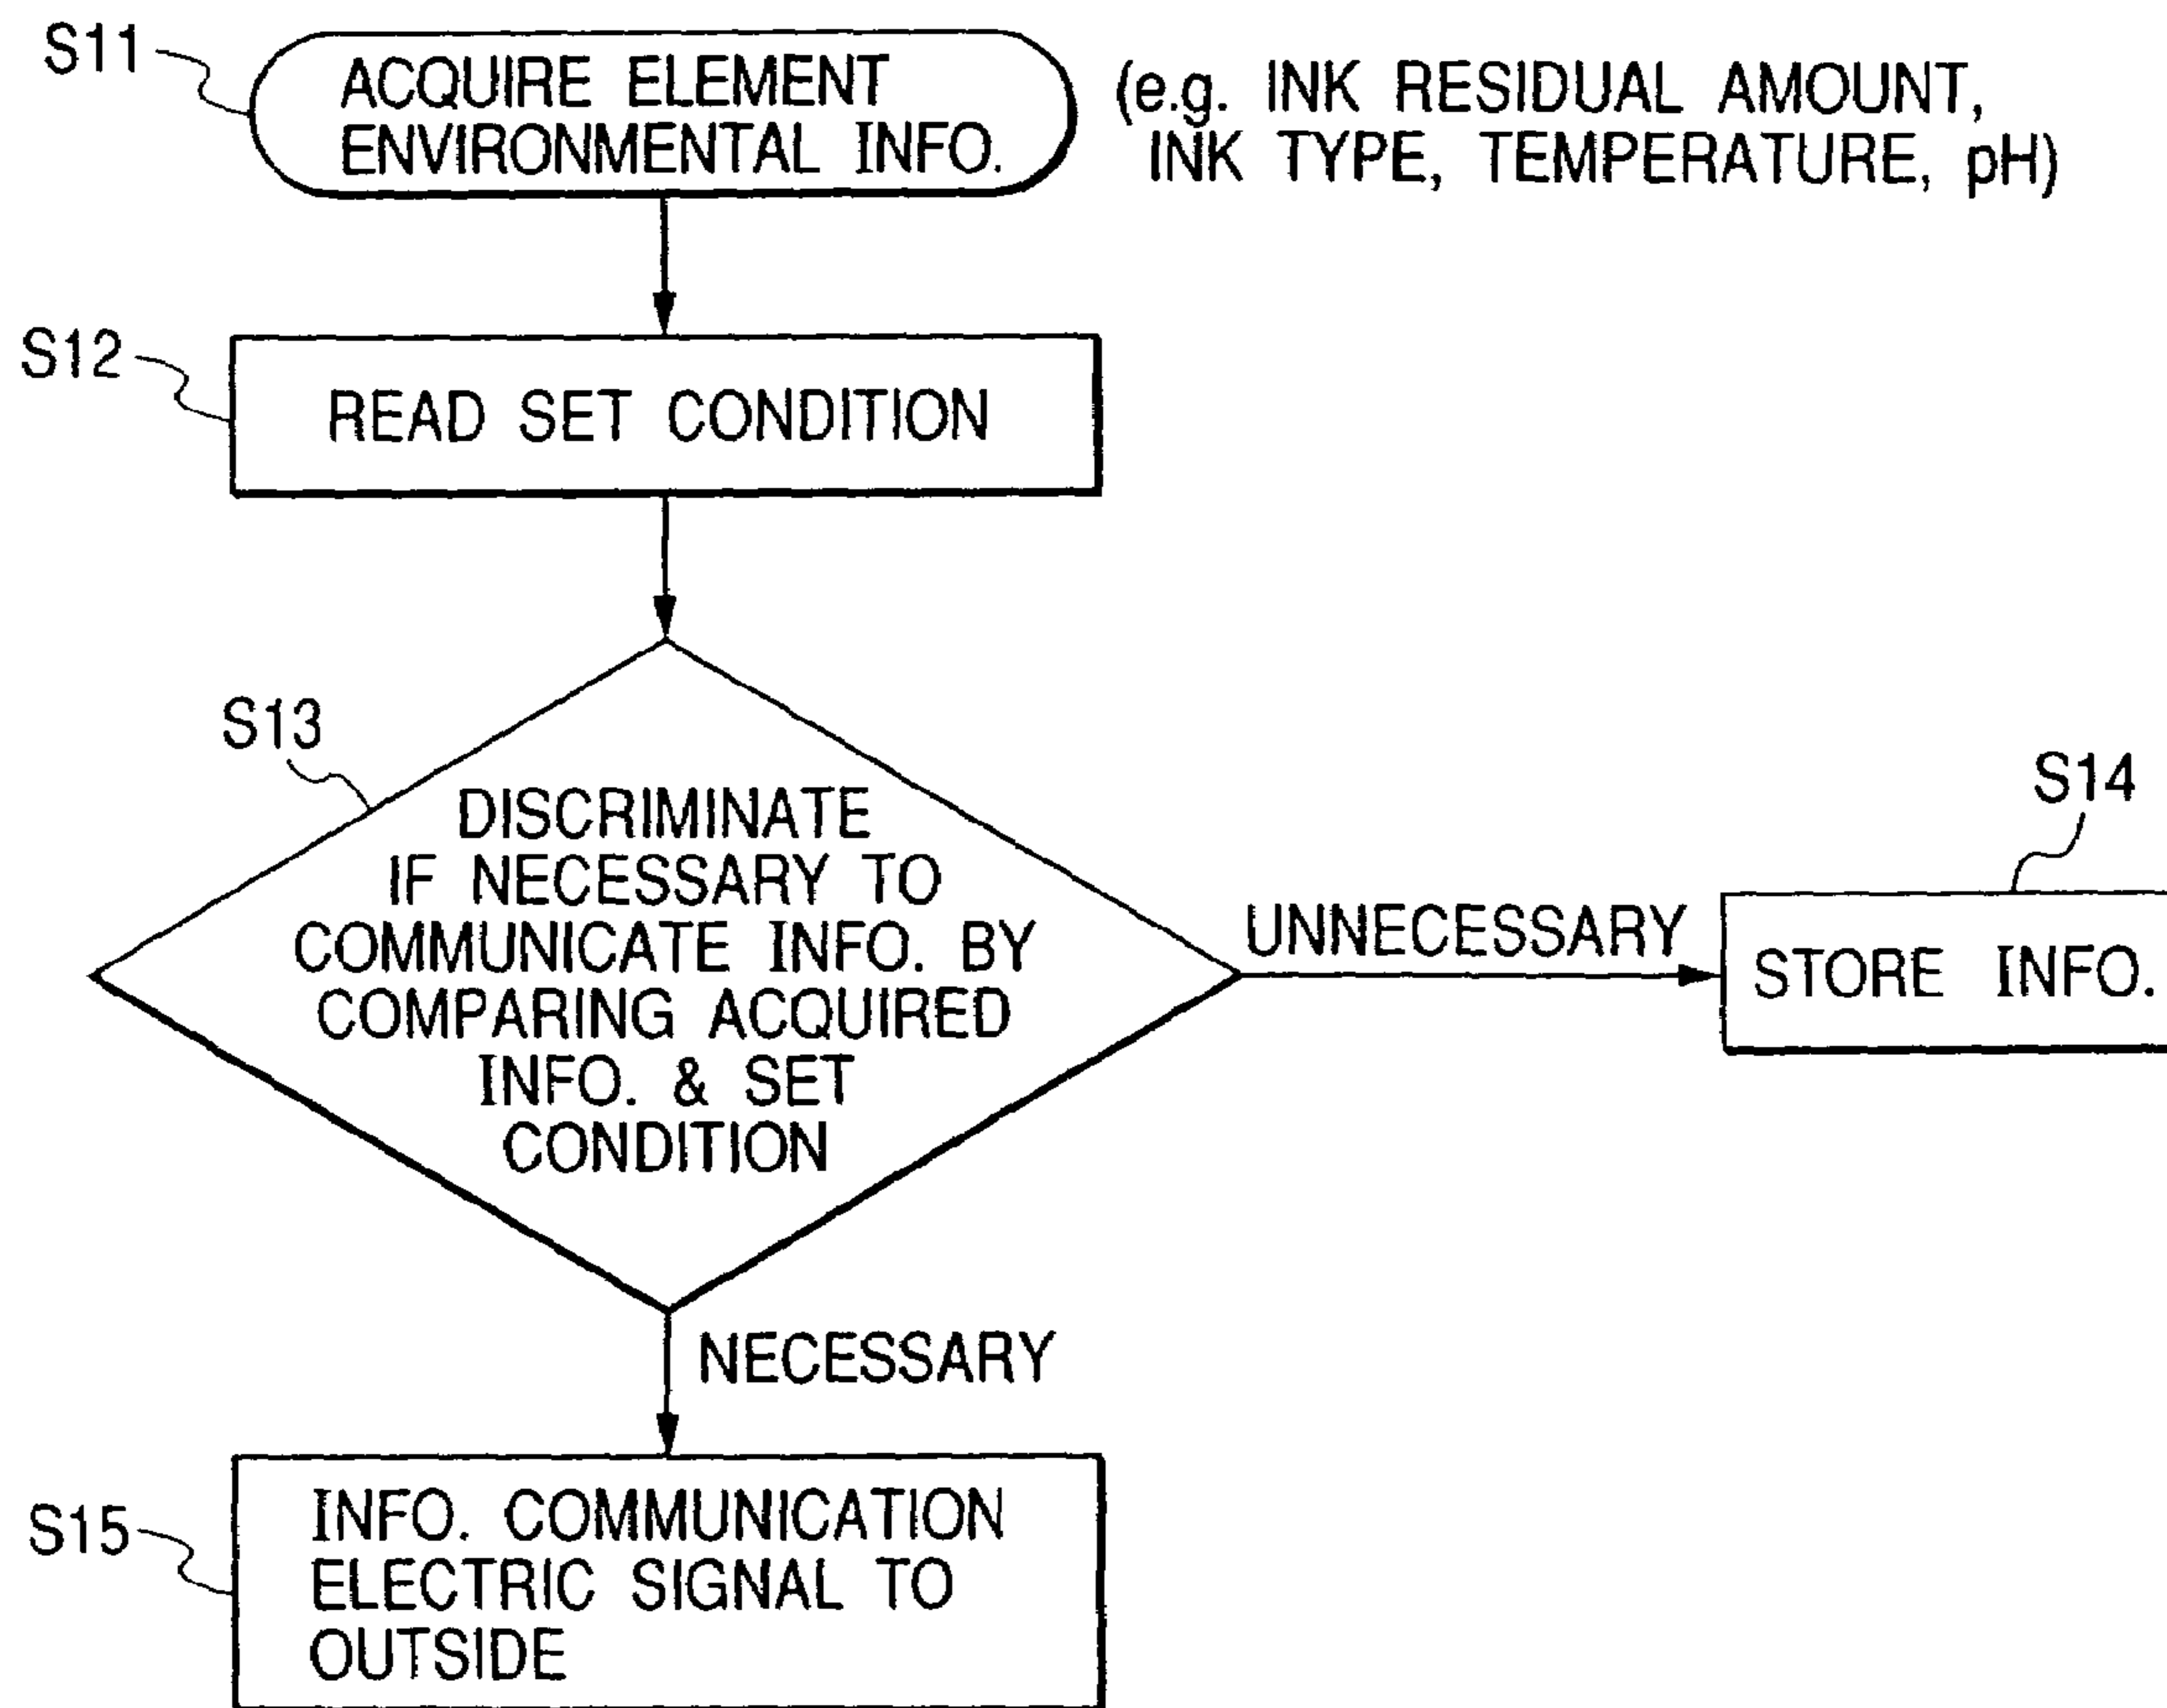 S11
ACQUIRE ELEMENT
ENVIRONMENTAL INFO.
(e.g. INK RESIDUAL AMOUNT,
INK TYPE, TEMPERATURE, pH)
S12
READ SET CONDITION
S13
DISCRIMINATE
IF NECESSARY TO
COMMUNICATE INFO. BY
COMPARING ACQUIRED
INFO. & SET
CONDITION
UNNECESSARY
S14
STORE INFO.
NECESSARY
S15
INFO. COMMUNICATION
ELECTRIC SIGNAL TO
OUTSIDE